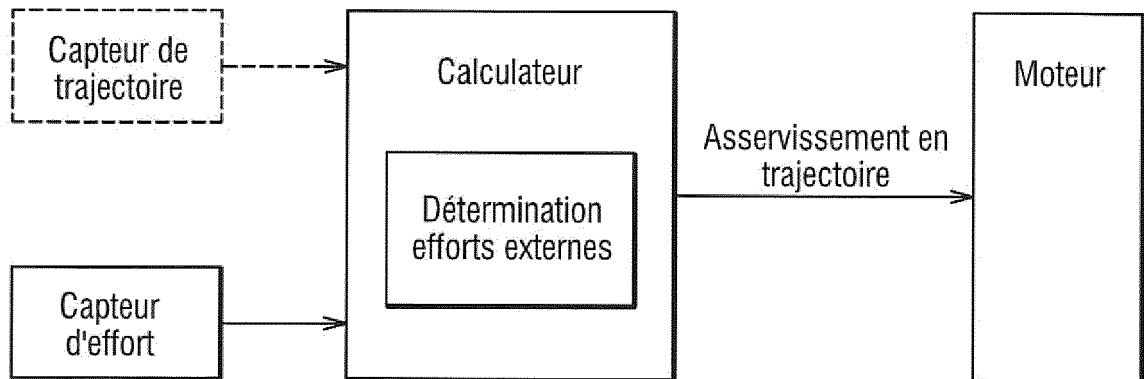 Capteur de
trajectoire
Calculateur
Moteur
Asservissement en
trajectoire
Détermination
efforts externes
Capteur
d'effort